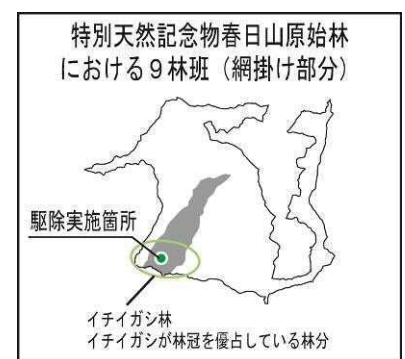 特別天然記念物春日山原始林
における９林班（網掛け部分）
駆除実施箇所
イチイガシ林
イチイガシが林冠を優占している林分